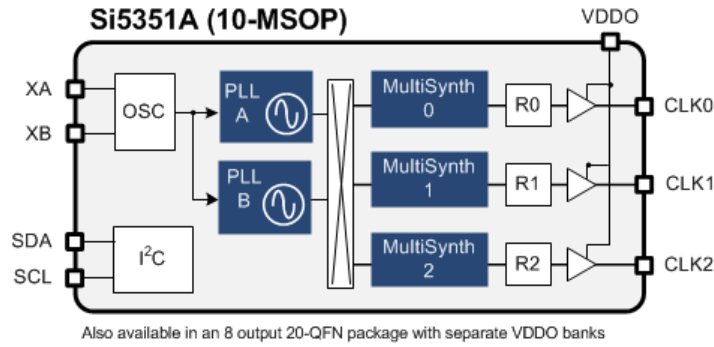 Si5351A (10-MSOP)
VDDO
XA
XB
OSC
PLL
A
PLL
B
MultiSynth
0
R0
CLK0
MultiSynth
1
R1
CLK1
MultiSynth
2
R2
CLK2
SDA
SCL
I²C
Also available in an 8 output 20-QFN package with separate VDDO banks